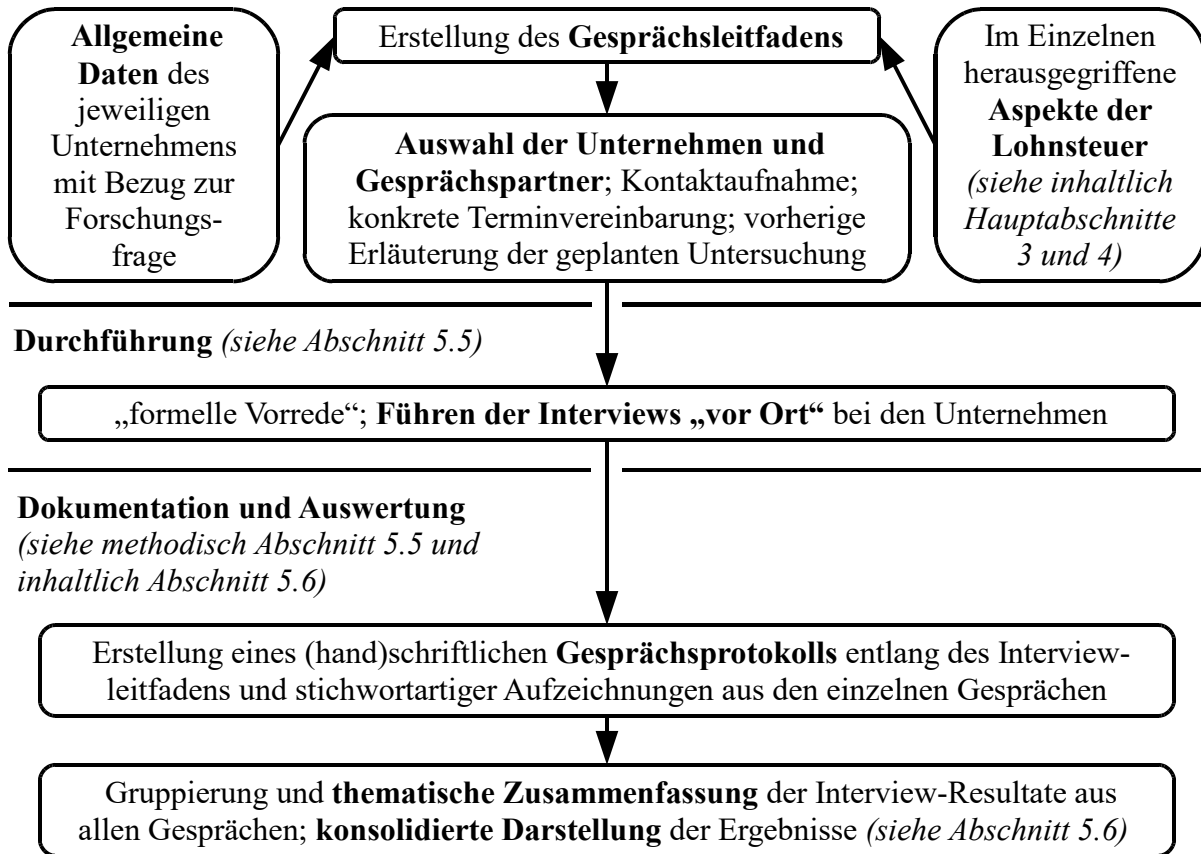 Allgemeine
Daten des
jeweiligen
Unternehmens
mit Bezug zur
Forschungs-
frage
Erstellung des Gesprächsleitfadens
Auswahl der Unternehmen und
Gesprächspartner; Kontaktaufnahme;
konkrete Terminvereinbarung; vorherige
Erläuterung der geplanten Untersuchung
Im Einzelnen
herausgegriffene
Aspekte der
Lohnsteuer
(siehe inhaltlich
Hauptabschnitte
3 und 4)
Durchführung (siehe Abschnitt 5.5)
„formelle Vorrede“; Führen der Interviews „vor Ort“ bei den Unternehmen
Dokumentation und Auswertung
(siehe methodisch Abschnitt 5.5 und
inhaltlich Abschnitt 5.6)
Erstellung eines (hand)schriftlichen Gesprächsprotokolls entlang des Interview-
leitfadens und stichwortartiger Aufzeichnungen aus den einzelnen Gesprächen
Gruppierung und thematische Zusammenfassung der Interview-Resultate aus
allen Gesprächen; konsolidierte Darstellung der Ergebnisse (siehe Abschnitt 5.6)